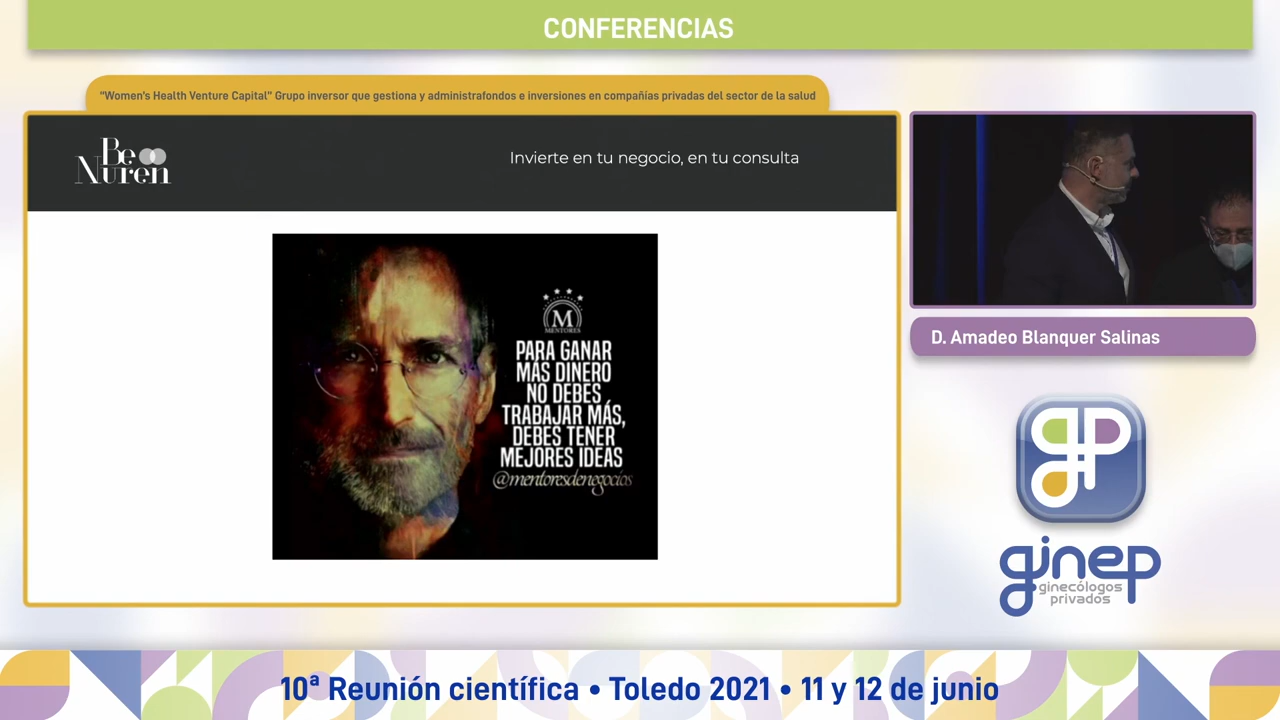 CONFERENCIAS
"Women's Health Venture Capital" Grupo inversor que gestiona y administrafondos e inversiones en compañías privadas del sector de la salud
Be
Nuren
Invierte en tu negocio, en tu consulta
M
MENTORES
PARA GANAR
MÁS DINERO
NO DEBES
TRABAJAR MÁS,
DEBES TENER
MEJORES IDEAS
@mentoresdenegocios
D. Amadeo Blanquer Salinas
ginep
ginecólogos
privados
10ª Reunión científica • Toledo 2021 • 11 y 12 de junio